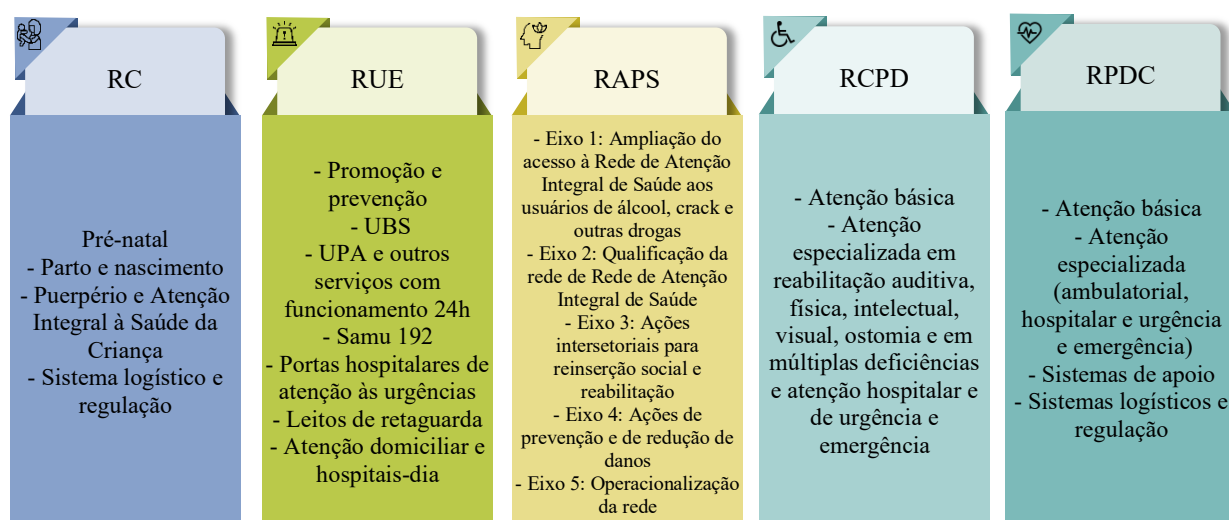 RC
Pré-natal
- Parto e nascimento
- Puerpério e Atenção
Integral à Saúde da
Criança
- Sistema logístico e
regulação
RUE
- Promoção e
prevenção
- UBS
- UPA e outros
serviços com
funcionamento 24h
- Samu 192
- Portas hospitalares de
atenção às urgências
- Leitos de retaguarda
- Atenção domiciliar e
hospitais-dia
RAPS
- Eixo 1: Ampliação do
acesso à Rede de Atenção
Integral de Saúde aos
usuários de álcool, crack e
outras drogas
- Eixo 2: Qualificação da
rede de Rede de Atenção
Integral de Saúde
- Eixo 3: Ações
intersetoriais para
reinserção social e
reabilitação
- Eixo 4: Ações de
prevenção e de redução de
danos
- Eixo 5: Operacionalização
da rede
RCPD
- Atenção básica
- Atenção
especializada em
reabilitação auditiva,
física, intelectual,
visual, ostomia e em
múltiplas deficiências
e atenção hospitalar e
de urgência e
emergência
RPDC
- Atenção básica
- Atenção
especializada
(ambulatorial,
hospitalar e urgência
e emergência)
- Sistemas de apoio
- Sistemas logísticos e
regulação